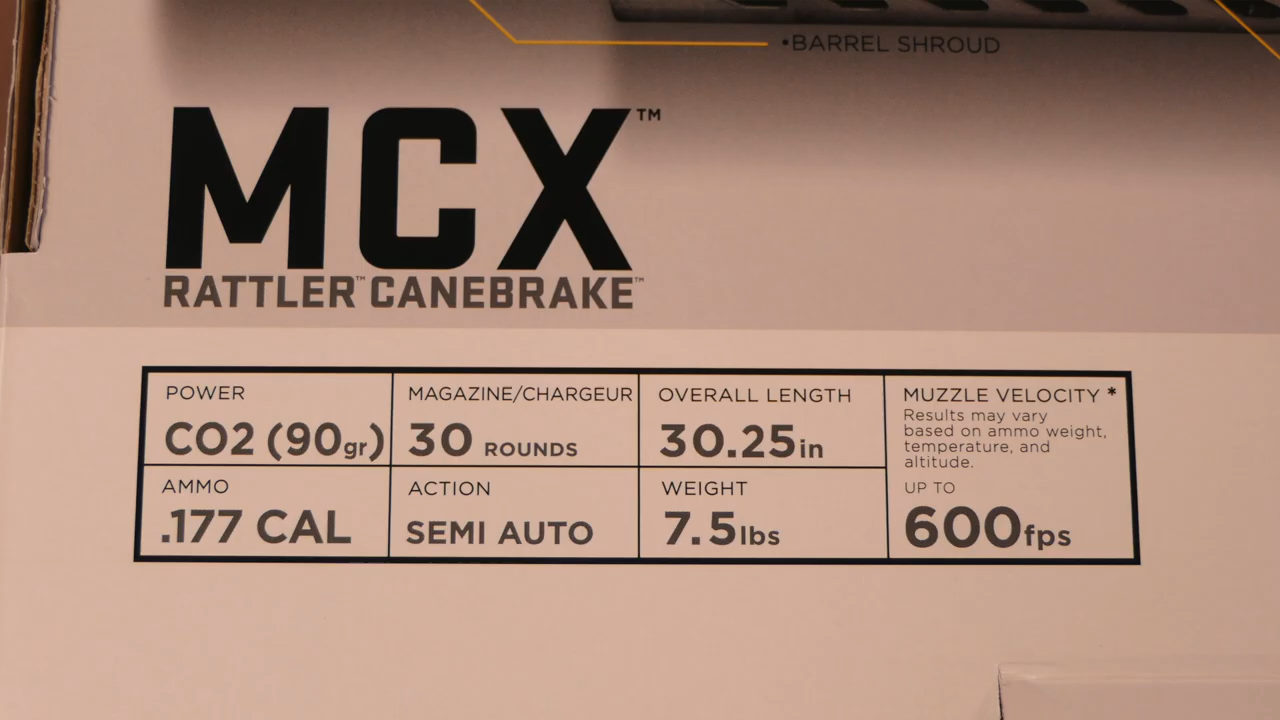 •BARREL SHROUD
MCX™
RATTLER™ CANEBRAKE™
POWER
CO2 (90gr)
MAGAZINE/CHARGEUR
30 ROUNDS
OVERALL LENGTH
30.25in
MUZZLE VELOCITY *
Results may vary
based on ammo weight,
temperature, and
altitude.
UP TO
600fps
AMMO
.177 CAL
ACTION
SEMI AUTO
WEIGHT
7.5lbs